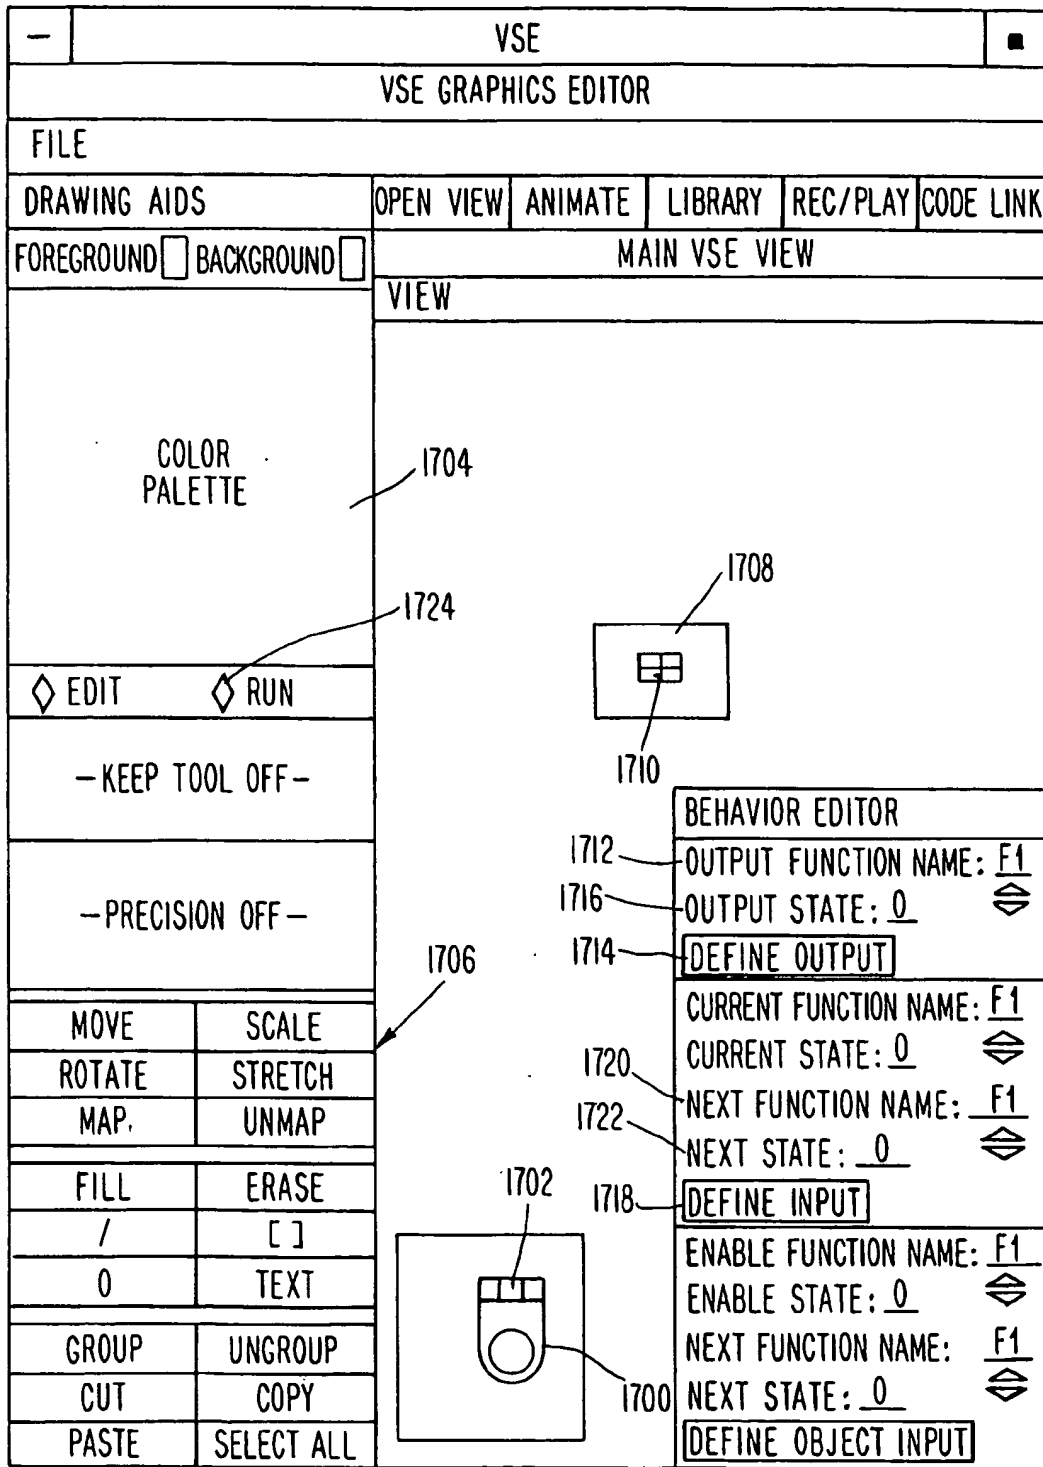 VSE
VSE GRAPHICS EDITOR
FILE
DRAWING AIDS
OPEN VIEW ANIMATE LIBRARY REC/PLAY CODE LINK
FOREGROUND BACKGROUND
MAIN VSE VIEW
VIEW
COLOR
PALETTE
1704
1708
1724
EDIT RUN
1710
-KEEP TOOL OFF-
-PRECISION OFF-
1706
MOVE SCALE
ROTATE STRETCH
MAP. UNMAP
FILL ERASE
/ [ ]
0 TEXT
GROUP UNGROUP
CUT COPY
PASTE SELECT ALL
1702
1700
BEHAVIOR EDITOR
1712 OUTPUT FUNCTION NAME: F1
1716 OUTPUT STATE: 0
1714 DEFINE OUTPUT
CURRENT FUNCTION NAME: F1
CURRENT STATE: 0
1720 NEXT FUNCTION NAME: F1
1722 NEXT STATE: 0
1718 DEFINE INPUT
ENABLE FUNCTION NAME: F1
ENABLE STATE: 0
NEXT FUNCTION NAME: F1
NEXT STATE: 0
DEFINE OBJECT INPUT